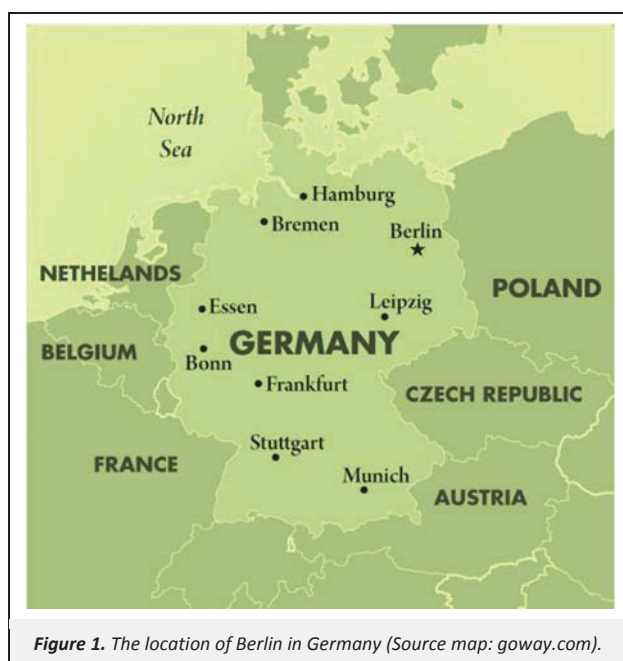 North
Sea
Hamburg
Bremen
Berlin
NETHELANDS
POLAND
Essen
Leipzig
BELGIUM
GERMANY
Bonn
Frankfurt
CZECH REPUBLIC
Stuttgart
FRANCE
Munich
AUSTRIA
Figure 1. The location of Berlin in Germany (Source map: goway.com).